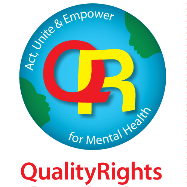 Act, Unite & Empower
QR
for Mental Health
QualityRights